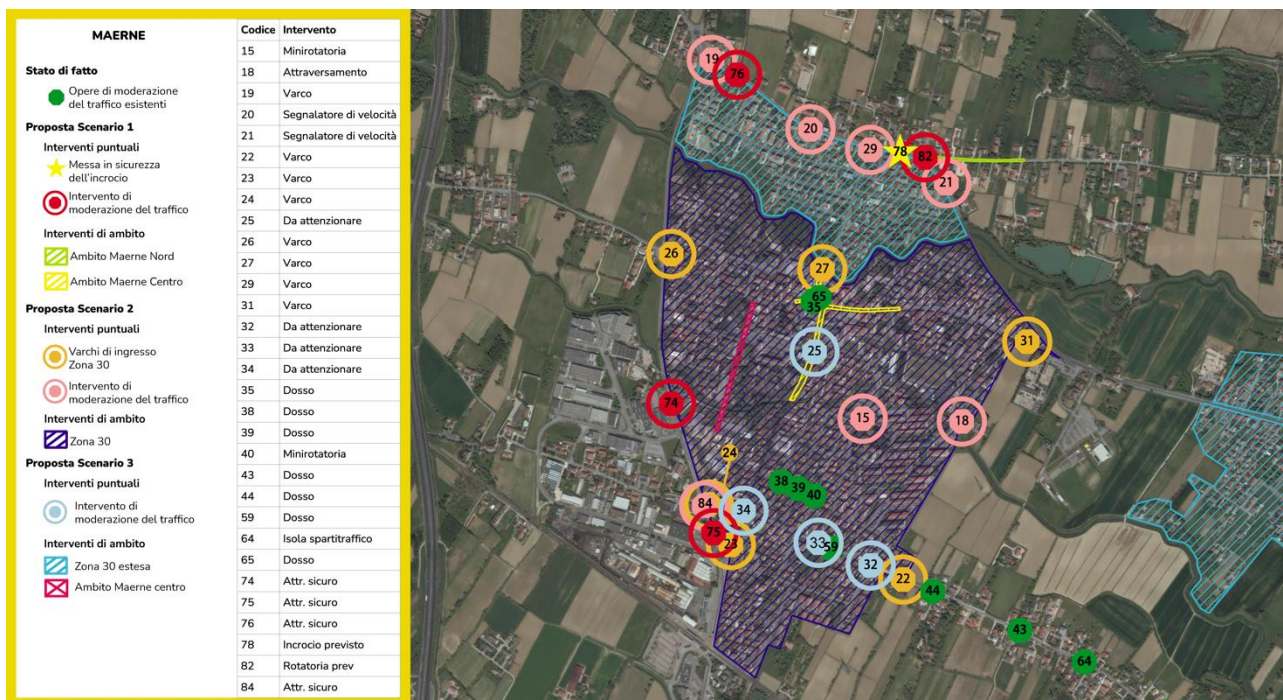 MAERNE
Stato di fatto
Opere di moderazione
del traffico esistenti
Proposta Scenario 1
Interventi puntuali
Messa in sicurezza
dell'incrocio
Intervento di
moderazione del traffico
Interventi di ambito
Ambito Maerne Nord
Ambito Maerne Centro
Proposta Scenario 2
Interventi puntuali
Varchi di ingresso
Zona 30
Intervento di
moderazione del traffico
Interventi di ambito
Zona 30
Proposta Scenario 3
Interventi puntuali
Intervento di
moderazione del traffico
Interventi di ambito
Zona 30 estesa
Ambito Maerne centro
Codice Intervento
15 Minirotatoria
18 Attraversamento
19 Varco
20 Segnalatore di velocità
21 Segnalatore di velocità
22 Varco
23 Varco
24 Varco
25 Da attenzionare
26 Varco
27 Varco
29 Varco
31 Varco
32 Da attenzionare
33 Da attenzionare
34 Da attenzionare
35 Dosso
38 Dosso
39 Dosso
40 Minirotatoria
43 Dosso
44 Dosso
59 Dosso
64 Isola spartitraffico
65 Dosso
74 Attr. sicuro
75 Attr. sicuro
76 Attr. sicuro
78 Incrocio previsto
82 Rotatoria prev
84 Attr. sicuro
19
76
20
29
78
82
21
26
27
65
35
25
31
74
15
18
24
38
39
40
84
34
75
23
33
59
32
22
44
43
64